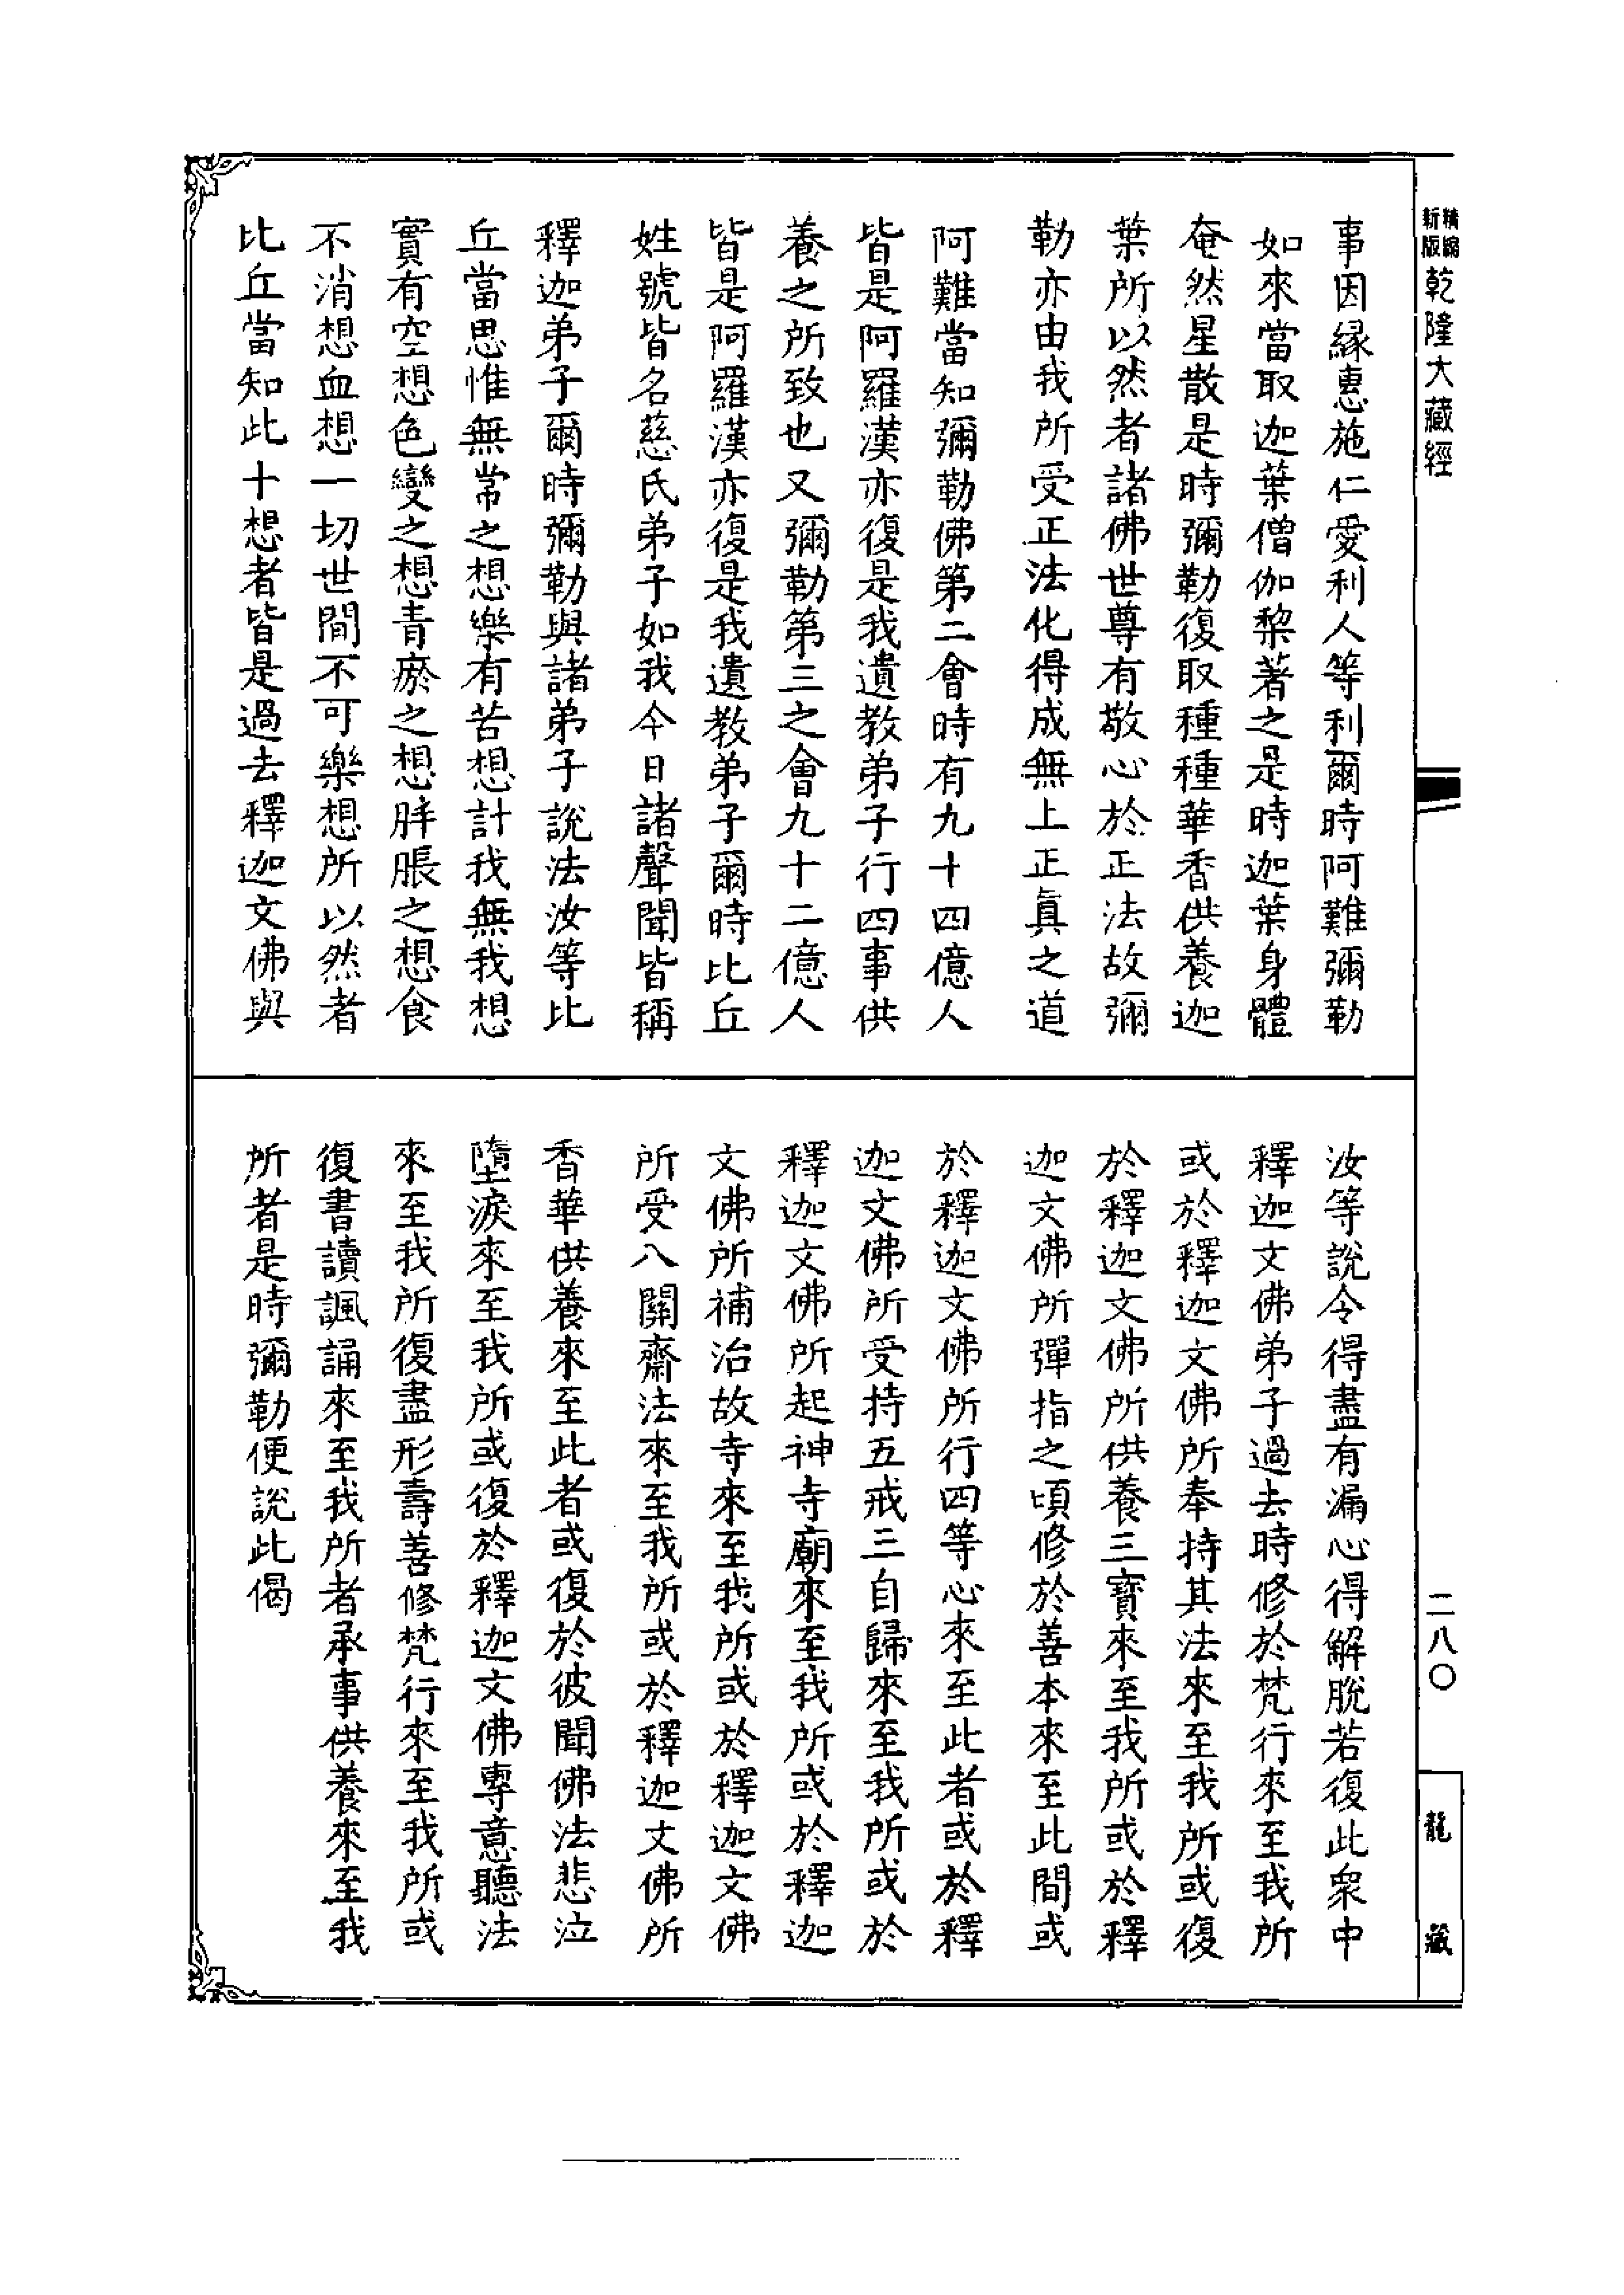 精縮新版乾隆大藏經
事因緣惠施仁愛利人等利爾時阿難彌勒
如來當取迦葉僧伽黎著之是時迦葉身體
奄然星散是時彌勒復取種種華香供養迦
葉所以然者諸佛世尊有敬心於正法故彌
勒亦由我所受正法化得成無上正真之道
阿難當知彌勒佛第二會時有九十四億人
皆是阿羅漢亦復是我遺教弟子行四事供
養之所致也又彌勒第三之會九十二億人
皆是阿羅漢亦復是我遺教弟子爾時比丘
姓號皆名慈氏弟子如我今日諸聲聞皆稱
釋迦弟子爾時彌勒與諸弟子說法汝等比
丘當思惟無常之想樂有苦想計我無我想
實有空想色變之想青瘀之想胖脹之想食
不消想血想一切世間不可樂想所以然者
比丘當知此十想者皆是過去釋迦文佛與
汝等說令得盡有漏心得解脫若復此眾中
釋迦文佛弟子過去時修於梵行來至我所
或於釋迦文佛所奉持其法來至我所或復
於釋迦文佛所供養三寶來至我所或於釋
迦文佛所彈指之頃修於善本來至此間或
於釋迦文佛所行四等心來至此者或於釋
迦文佛所受持五戒三自歸來至我所或於
釋迦文佛所起神寺廟來至我所或於釋迦
文佛所補治故寺來至我所或於釋迦文佛
所受八關齋法來至我所或於釋迦文佛所
香華供養來至此者或復於彼聞佛法悲泣
墮淚來至我所或復於釋迦文佛專意聽法
來至我所復盡形壽善修梵行來至我所或
復書讀諷誦來至我所者承事供養來至我
所者是時彌勒便說此偈
二八〇
龍藏